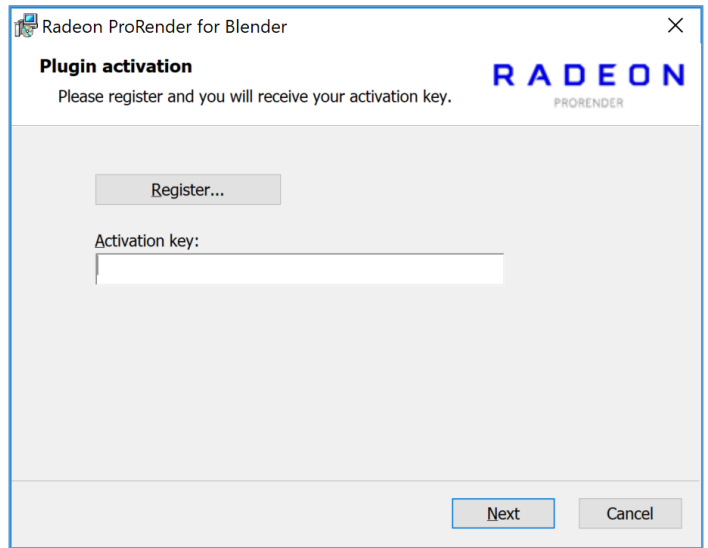 Radeon ProRender for Blender
Plugin activation
Please register and you will receive your activation key.
RADEON
PRORENDER
Register...
Activation key:
Next
Cancel